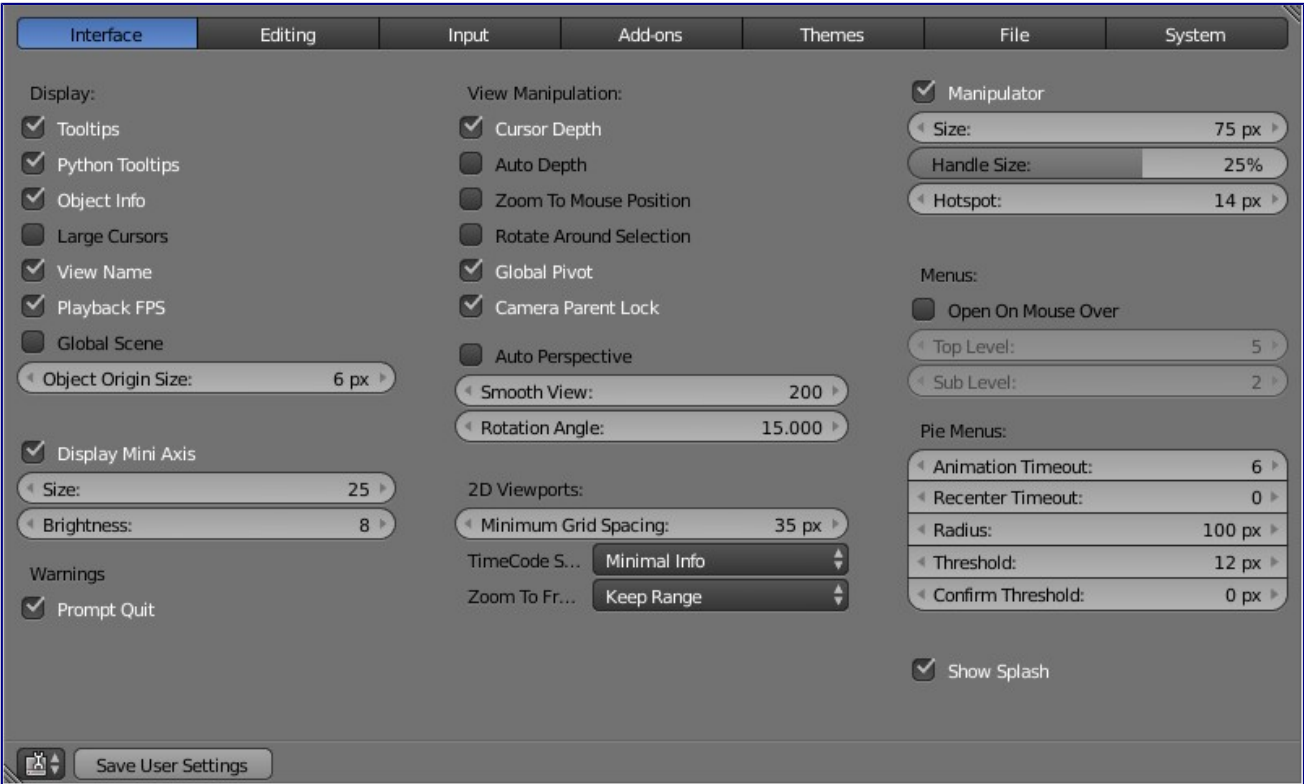 Interface Editing Input Add-ons Themes File System
Display:
Tooltips
Python Tooltips
Object Info
Large Cursors
View Name
Playback FPS
Global Scene
Object Origin Size: 6 px
Display Mini Axis
Size: 25
Brightness: 8
Warnings
Prompt Quit
View Manipulation:
Cursor Depth
Auto Depth
Zoom To Mouse Position
Rotate Around Selection
Global Pivot
Camera Parent Lock
Auto Perspective
Smooth View: 200
Rotation Angle: 15.000
2D Viewports:
Minimum Grid Spacing: 35 px
TimeCode S... Minimal Info
Zoom To Fr... Keep Range
Manipulator
Size: 75 px
Handle Size: 25%
Hotspot: 14 px
Menus:
Open On Mouse Over
Top Level: 5
Sub Level: 2
Pie Menus:
Animation Timeout: 6
Recenter Timeout: 0
Radius: 100 px
Threshold: 12 px
Confirm Threshold: 0 px
Show Splash
Save User Settings